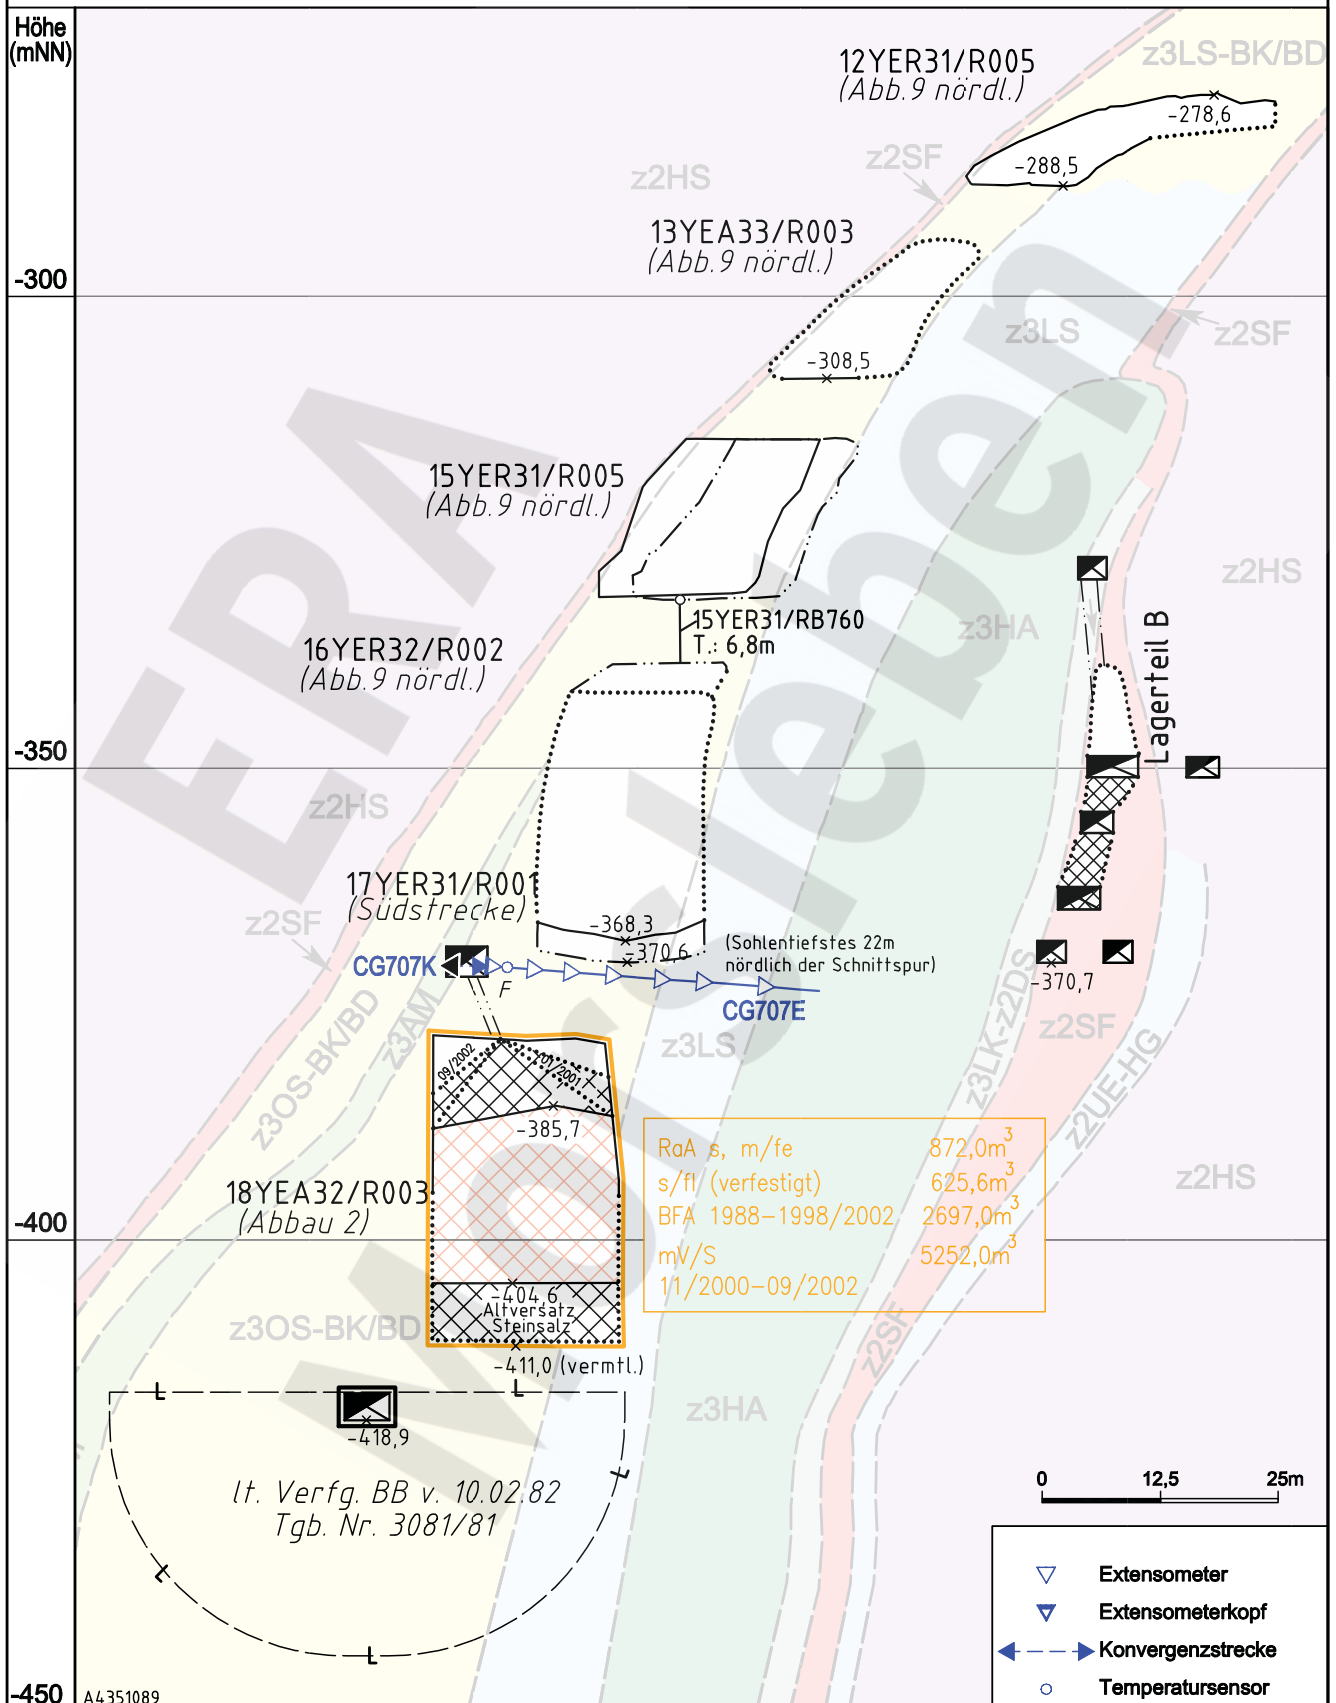 Höhe
(mNN)
z3LS-BK/BD
12YER31/R005
(Abb.9 nördl.)
-278,6
z2SF
-288,5
z2HS
13YEA33/R003
(Abb.9 nördl.)
-300
z3LS
z2SF
-308,5
15YER31/R005
(Abb.9 nördl.)
z2HS
15YER31/RB760
T.: 6,8m
z3HA
Lagerteil B
16YER32/R002
(Abb.9 nördl.)
-350
z2HS
17YER31/R001
(Südstrecke)
z2SF
-368,3
-370,6
(Sohlentiefstes 22m
nördlich der Schnittspur)
CG707K
F
CG707E
-370,7
z3OS-BK/BD
z3AM
z3LS
z3LK-z2DS
z2SF
z2UE-HG
09/2002
01/2001
-385,7
RaA s, m/fe 872,0m³
s/fl (verfestigt) 625,6m³
BFA 1988-1998/2002 2697,0m³
mV/S 5252,0m³
11/2000-09/2002
z2HS
18YEA32/R003
(Abbau 2)
-400
-404,6
Altversatz
Steinsalz
z3OS-BK/BD
-411,0 (vermtl.)
z2SF
z3HA
L
L
-418,9
L
lt. Verfg. BB v. 10.02.82
Tgb. Nr. 3081/81
L
L
0 12,5 25m
Extensometer
Extensometerkopf
Konvergenzstrecke
Temperatursensor
-450
A4351089
ERA
Morsleben